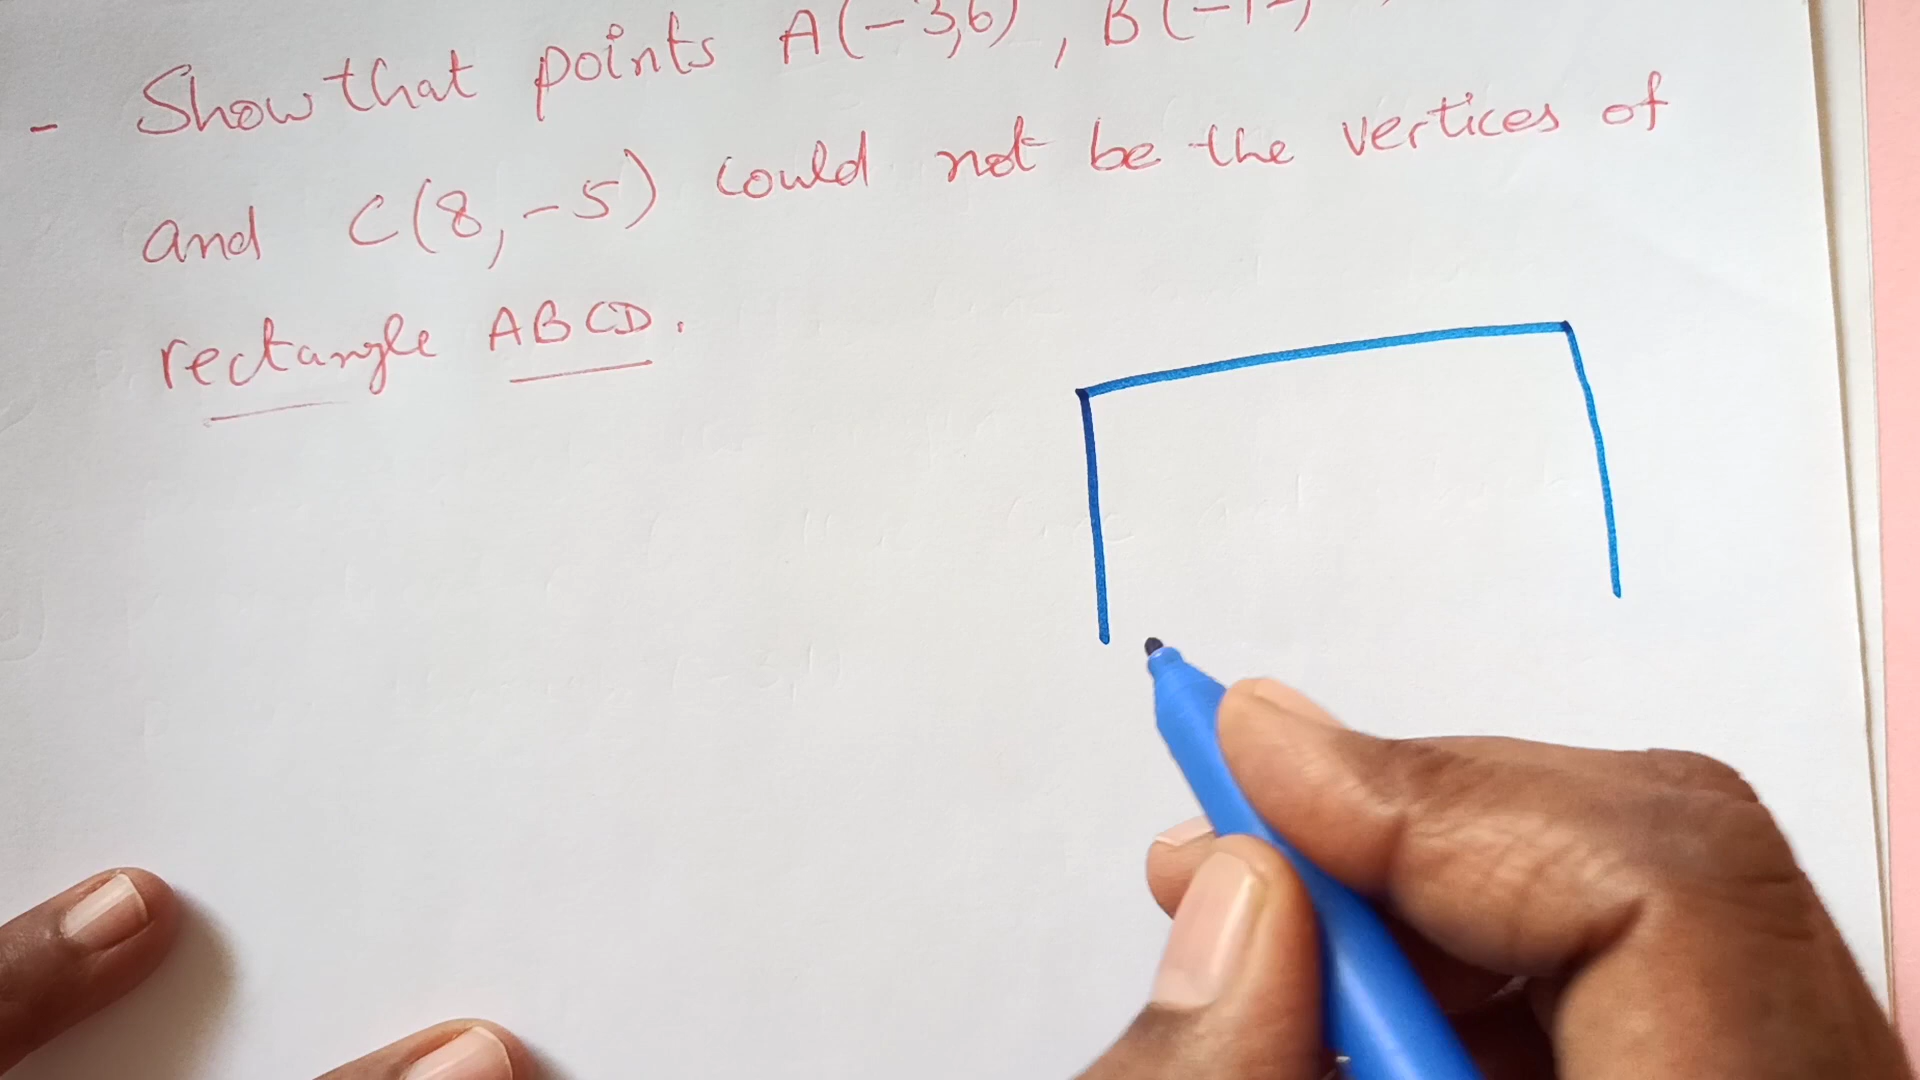 - Show that points A(-3,6), B(
and C(8,-5) could not be the vertices of
rectangle ABCD.